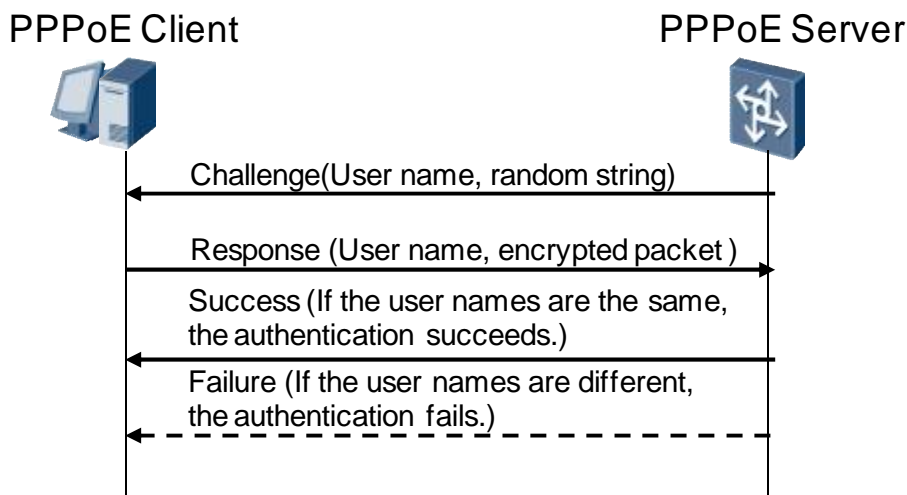 PPPoE Client
PPPoE Server
Challenge(User name, random string)
Response (User name, encrypted packet )
Success (If the user names are the same,
the authentication succeeds.)
Failure (If the user names are different,
the authentication fails.)